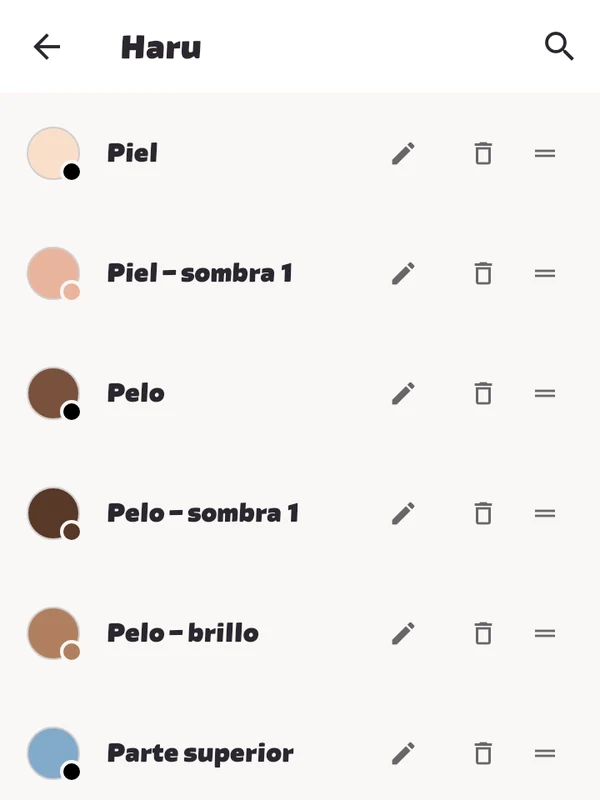 Haru
Piel
Piel – sombra 1
Pelo
Pelo – sombra 1
Pelo – brillo
Parte superior